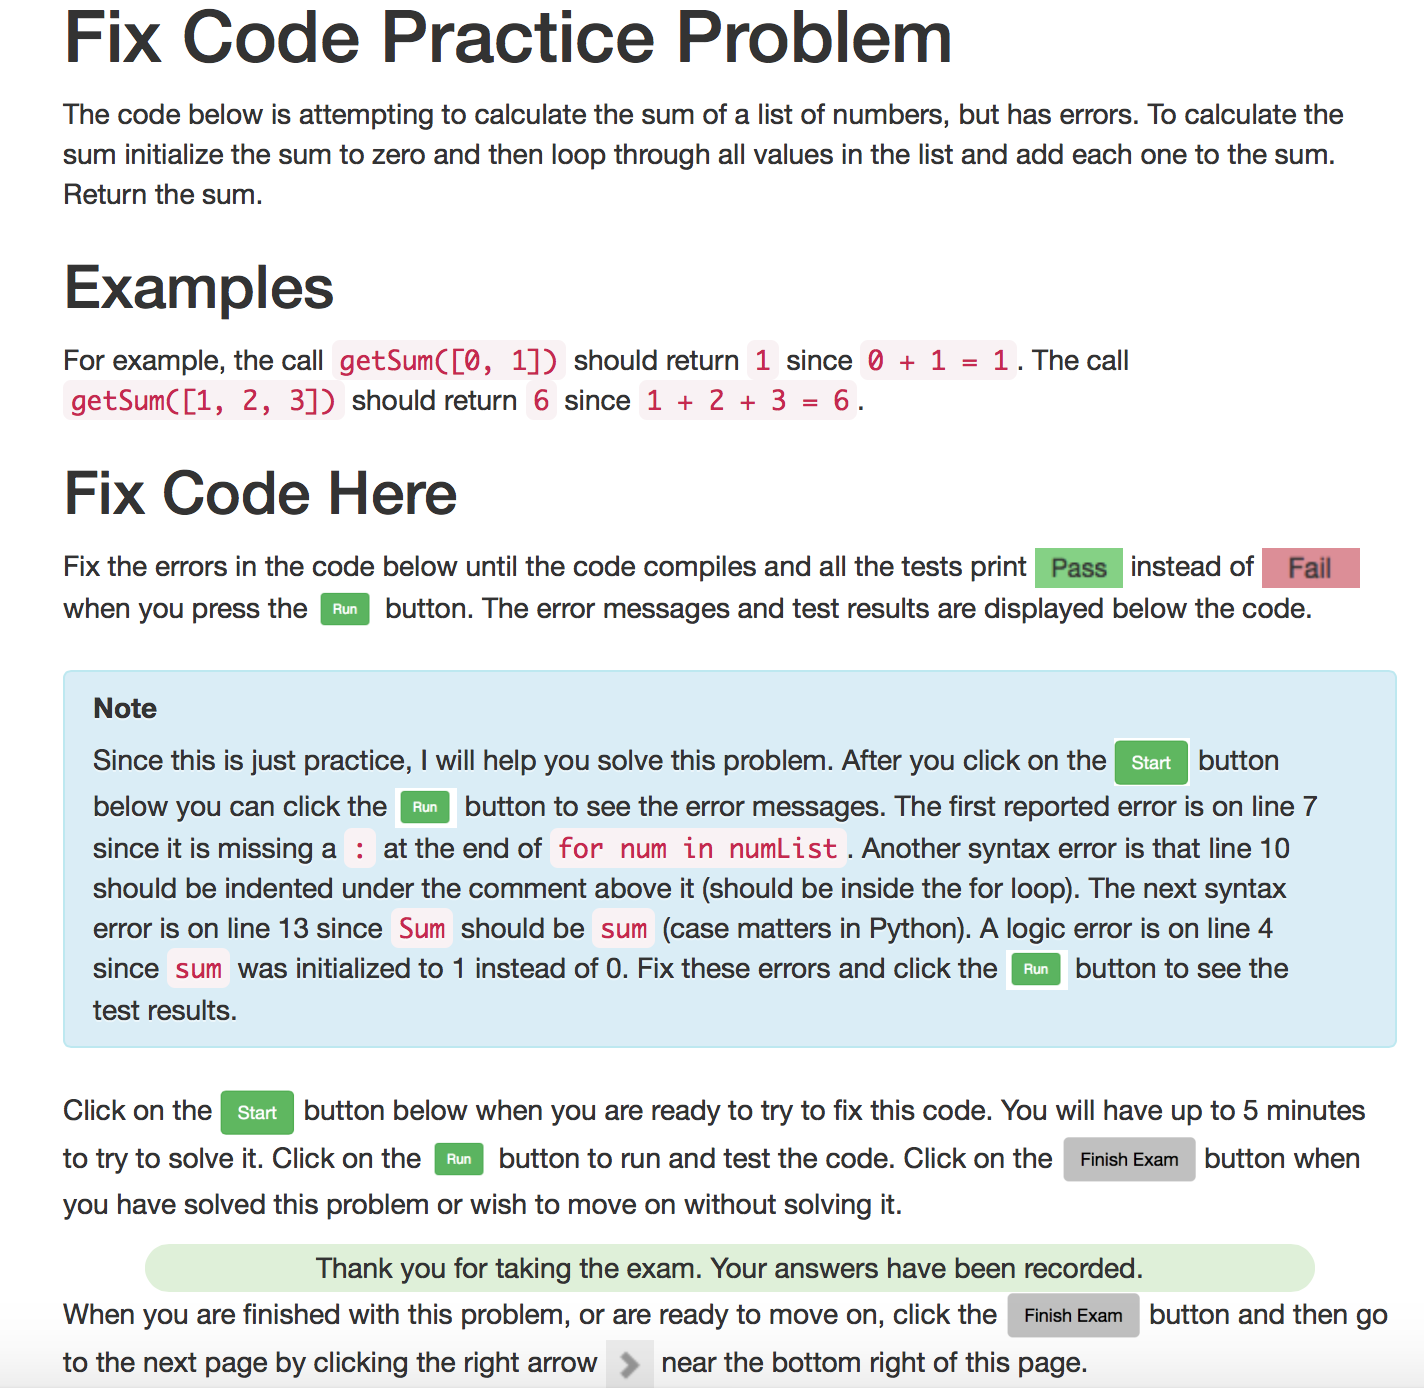 Fix Code Practice Problem
The code below is attempting to calculate the sum of a list of numbers, but has errors. To calculate the
sum initialize the sum to zero and then loop through all values in the list and add each one to the sum.
Return the sum.
Examples
For example, the call getSum([0, 1]) should return 1 since 0 + 1 = 1. The call
getSum([1, 2, 3]) should return 6 since 1 + 2 + 3 = 6.
Fix Code Here
Fix the errors in the code below until the code compiles and all the tests print Pass instead of Fail
when you press the Run button. The error messages and test results are displayed below the code.
Note
Since this is just practice, I will help you solve this problem. After you click on the Start button
below you can click the Run button to see the error messages. The first reported error is on line 7
since it is missing a : at the end of for num in numList. Another syntax error is that line 10
should be indented under the comment above it (should be inside the for loop). The next syntax
error is on line 13 since Sum should be sum (case matters in Python). A logic error is on line 4
since sum was initialized to 1 instead of 0. Fix these errors and click the Run button to see the
test results.
Click on the Start button below when you are ready to try to fix this code. You will have up to 5 minutes
to try to solve it. Click on the Run button to run and test the code. Click on the Finish Exam button when
you have solved this problem or wish to move on without solving it.
Thank you for taking the exam. Your answers have been recorded.
When you are finished with this problem, or are ready to move on, click the Finish Exam button and then go
to the next page by clicking the right arrow near the bottom right of this page.